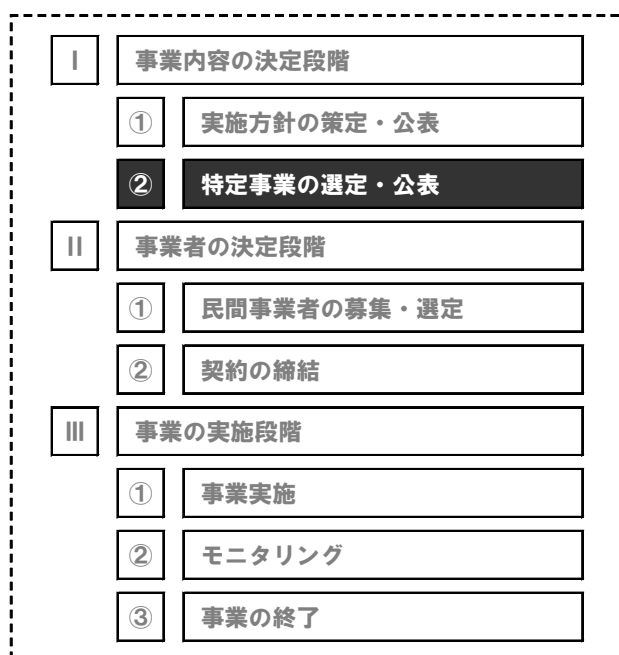 Ⅰ 事業内容の決定段階
① 実施方針の策定・公表
② 特定事業の選定・公表
Ⅱ 事業者の決定段階
① 民間事業者の募集・選定
② 契約の締結
Ⅲ 事業の実施段階
① 事業実施
② モニタリング
③ 事業の終了